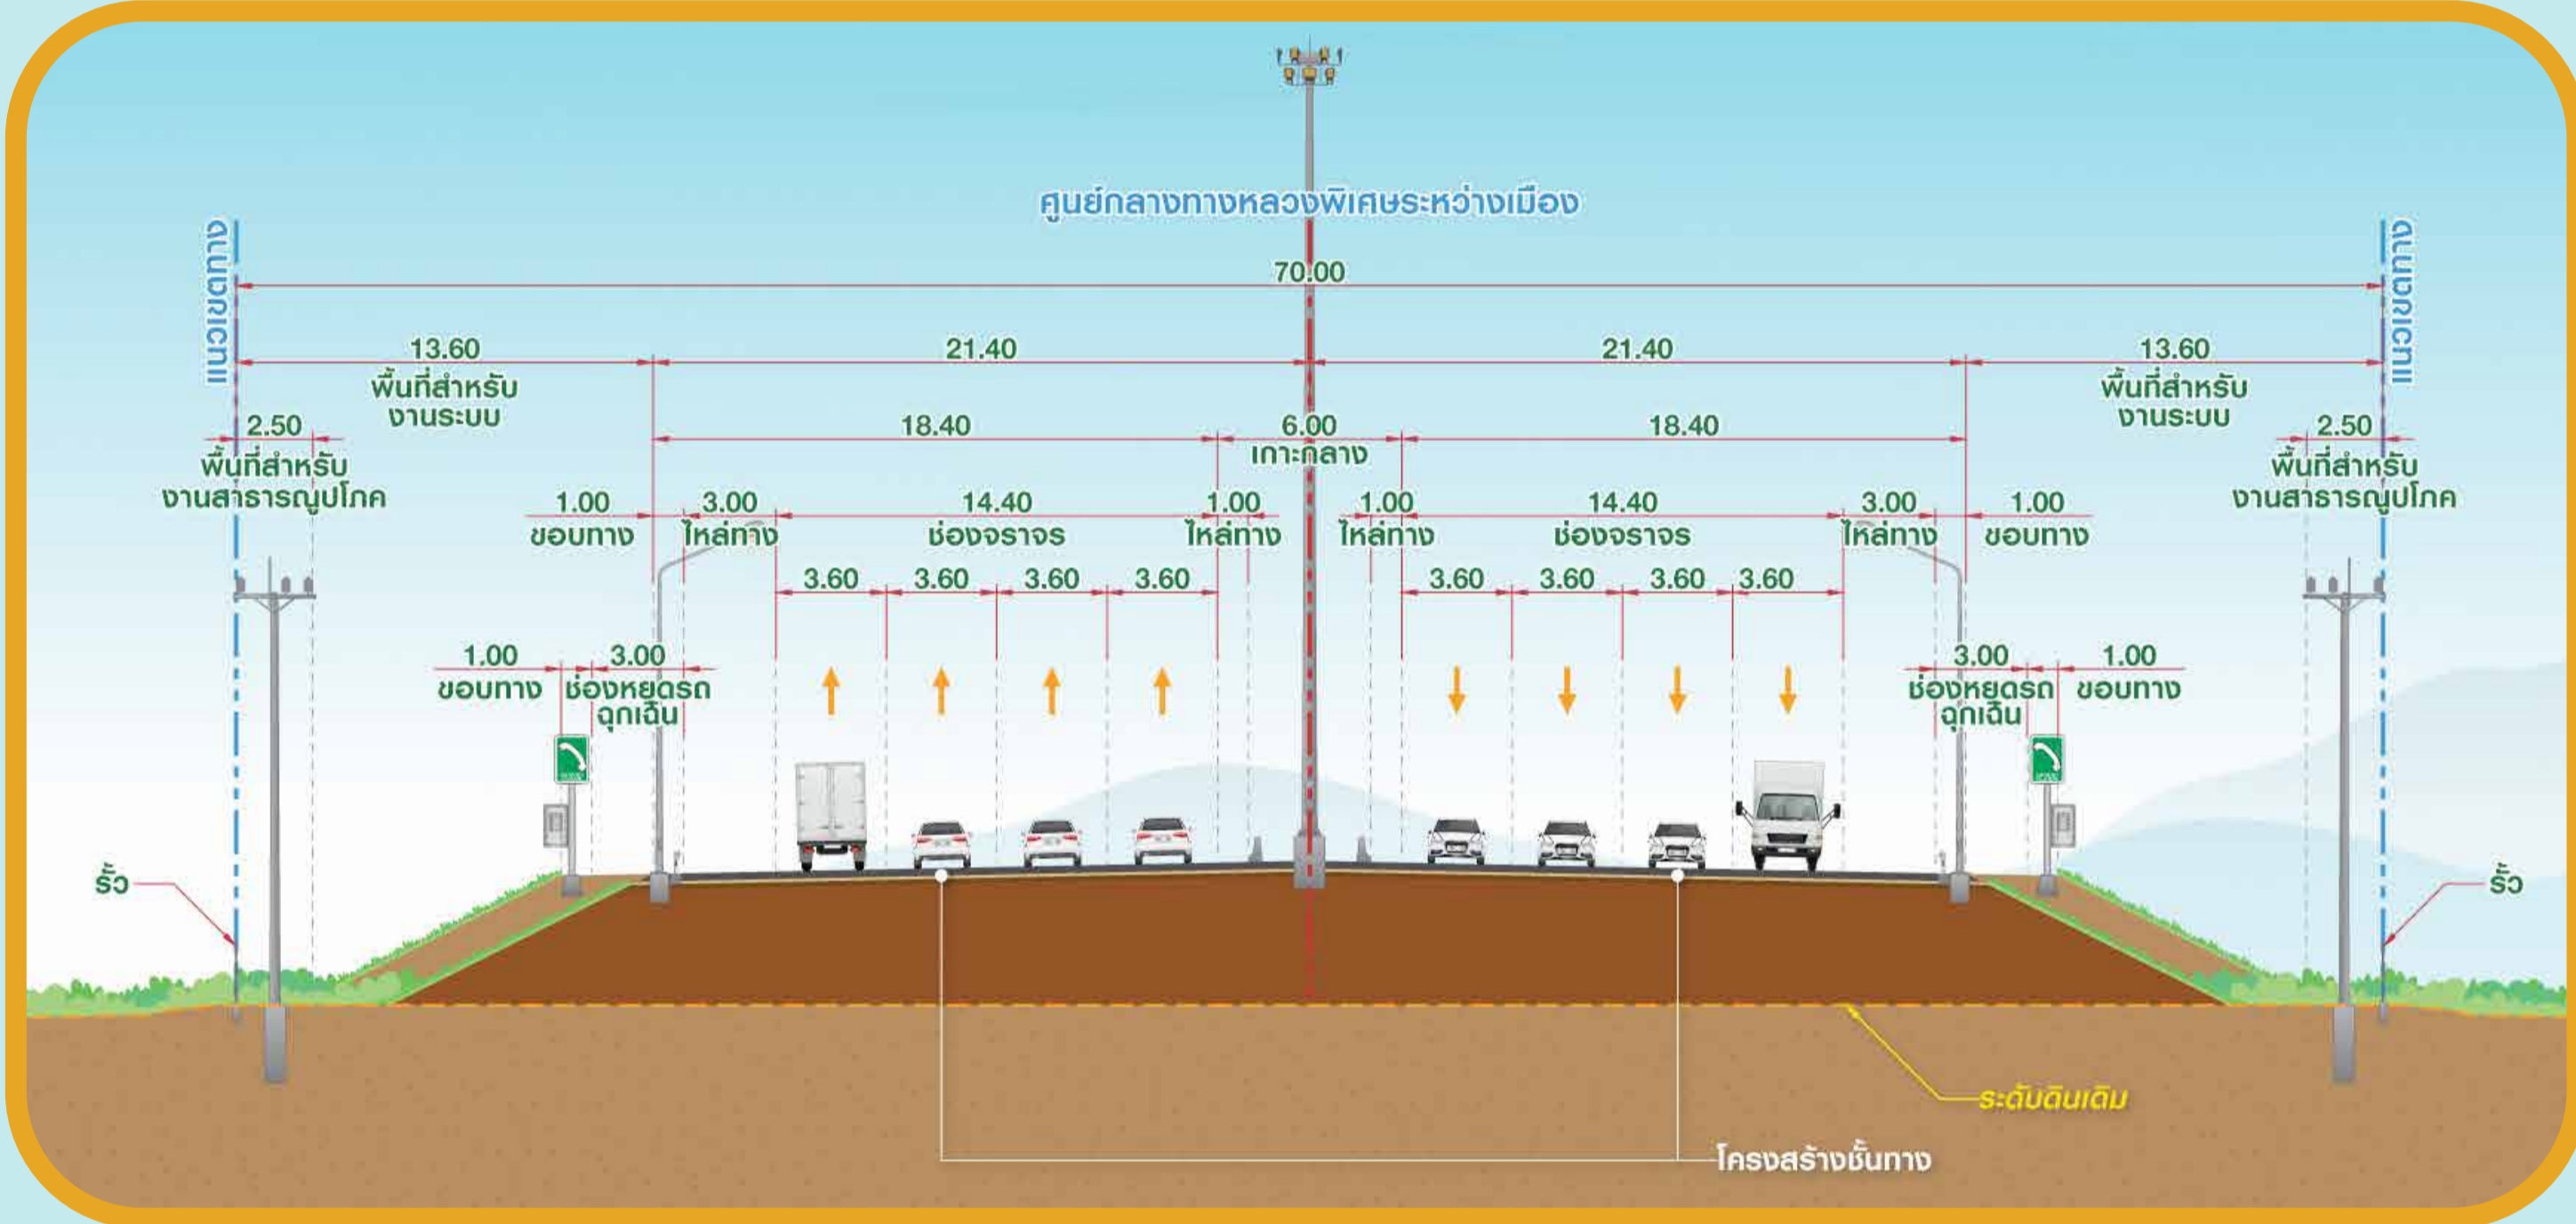 ศูนย์กลางทางหลวงพิเศษระหว่างเมือง
แนวเขตทาง
แนวเขตทาง
70.00
13.60
21.40
21.40
13.60
พื้นที่สำหรับ
งานระบบ
พื้นที่สำหรับ
งานระบบ
2.50
18.40
6.00
18.40
2.50
เกาะกลาง
พื้นที่สำหรับ
งานสาธารณูปโภค
พื้นที่สำหรับ
งานสาธารณูปโภค
1.00
3.00
14.40
1.00
1.00
14.40
3.00
1.00
ขอบทาง
ไหล่ทาง
ช่องจราจร
ไหล่ทาง
ไหล่ทาง
ช่องจราจร
ไหล่ทาง
ขอบทาง
3.60
3.60
3.60
3.60
3.60
3.60
3.60
3.60
1.00
3.00
3.00
1.00
ขอบทาง
ช่องหยุดรถ
ฉุกเฉิน
ช่องหยุดรถ
ฉุกเฉิน
ขอบทาง
รั้ว
รั้ว
ระดับดินเดิม
โครงสร้างชั้นทาง